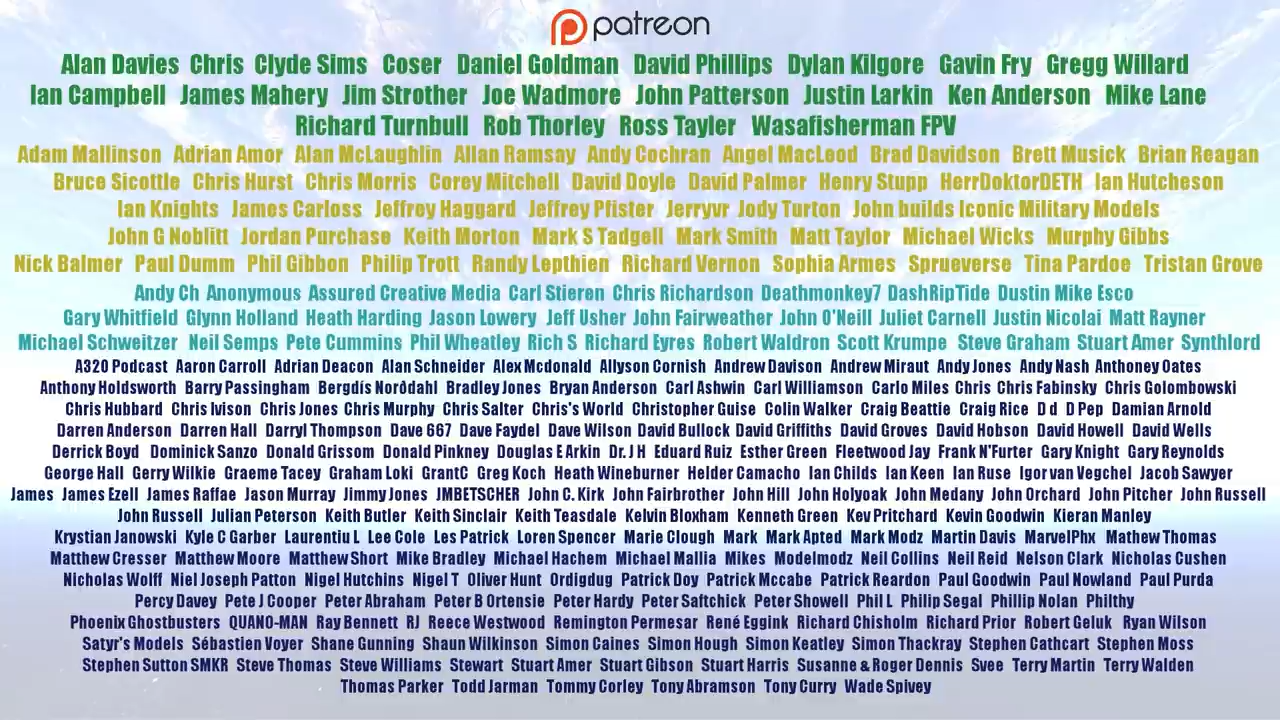 patreon
Alan Davies Chris Clyde Sims Coser Daniel Goldman David Phillips Dylan Kilgore Gavin Fry Gregg Willard
Ian Campbell James Mahery Jim Strother Joe Wadmore John Patterson Justin Larkin Ken Anderson Mike Lane
Richard Turnbull Rob Thorley Ross Tayler Wasafisherman FPV
Adam Mallinson Adrian Amor Alan McLaughlin Allan Ramsay Andy Cochran Angel MacLeod Brad Davidson Brett Musick Brian Reagan
Bruce Sicottle Chris Hurst Chris Morris Corey Mitchell David Doyle David Palmer Henry Stupp HerrDoktorDETH Ian Hutcheson
Ian Knights James Carloss Jeffrey Haggard Jeffrey Pfister Jerryvr Jody Turton John builds Iconic Military Models
John G Noblitt Jordan Purchase Keith Morton Mark S Tadgell Mark Smith Matt Taylor Michael Wicks Murphy Gibbs
Nick Balmer Paul Dumm Phil Gibbon Philip Trott Randy Lepthien Richard Vernon Sophia Armes Sprueverse Tina Pardoe Tristan Grove
Andy Ch Anonymous Assured Creative Media Carl Stieren Chris Richardson Deathmonkey7 DashRipTide Dustin Mike Esco
Gary Whitfield Glynn Holland Heath Harding Jason Lowery Jeff Usher John Fairweather John O'Neill Juliet Carnell Justin Nicolai Matt Rayner
Michael Schweitzer Neil Semps Pete Cummins Phil Wheatley Rich S Richard Eyres Robert Waldron Scott Krumpe Steve Graham Stuart Amer Synthlord
A320 Podcast Aaron Carroll Adrian Deacon Alan Schneider Alex Mcdonald Allyson Cornish Andrew Davison Andrew Miraut Andy Jones Andy Nash Anthoney Oates
Anthony Holdsworth Barry Passingham Bergdís Norðdahl Bradley Jones Bryan Anderson Carl Ashwin Carl Williamson Carlo Miles Chris Chris Fabinsky Chris Golombowski
Chris Hubbard Chris Ivison Chris Jones Chris Murphy Chris Salter Chris's World Christopher Guise Colin Walker Craig Beattie Craig Rice D d D Pep Damian Arnold
Darren Anderson Darren Hall Darryl Thompson Dave 667 Dave Faydel Dave Wilson David Bullock David Griffiths David Groves David Hobson David Howell David Wells
Derrick Boyd Dominick Sanzo Donald Grissom Donald Pinkney Douglas E Arkin Dr. J H Eduard Ruiz Esther Green Fleetwood Jay Frank N'Furter Gary Knight Gary Reynolds
George Hall Gerry Wilkie Graeme Tacey Graham Loki GrantC Greg Koch Heath Wineburner Helder Camacho Ian Childs Ian Keen Ian Ruse Igor van Vegchel Jacob Sawyer
James James Ezell James Raffae Jason Murray Jimmy Jones JMBETSCHER John C. Kirk John Fairbrother John Hill John Holyoak John Medany John Orchard John Pitcher John Russell
John Russell Julian Peterson Keith Butler Keith Sinclair Keith Teasdale Kelvin Bloxham Kenneth Green Kev Pritchard Kevin Goodwin Kieran Manley
Krystian Janowski Kyle C Garber Laurentiu L Lee Cole Les Patrick Loren Spencer Marie Clough Mark Mark Apted Mark Modz Martin Davis MarvelPhx Mathew Thomas
Matthew Cresser Matthew Moore Matthew Short Mike Bradley Michael Hachem Michael Mallia Mikes Modelmodz Neil Collins Neil Reid Nelson Clark Nicholas Cushen
Nicholas Wolff Niel Joseph Patton Nigel Hutchins Nigel T Oliver Hunt Ordigdug Patrick Doy Patrick Mccabe Patrick Reardon Paul Goodwin Paul Nowland Paul Purda
Percy Davey Pete J Cooper Peter Abraham Peter B Ortensie Peter Hardy Peter Saftchick Peter Showell Phil L Philip Segal Phillip Nolan Philthy
Phoenix Ghostbusters QUANO-MAN Ray Bennett RJ Reece Westwood Remington Permesar René Eggink Richard Chisholm Richard Prior Robert Geluk Ryan Wilson
Satyr's Models Sébastien Voyer Shane Gunning Shaun Wilkinson Simon Caines Simon Hough Simon Keatley Simon Thackray Stephen Cathcart Stephen Moss
Stephen Sutton SMKR Steve Thomas Steve Williams Stewart Stuart Amer Stuart Gibson Stuart Harris Susanne & Roger Dennis Svee Terry Martin Terry Walden
Thomas Parker Todd Jarman Tommy Corley Tony Abramson Tony Curry Wade Spivey